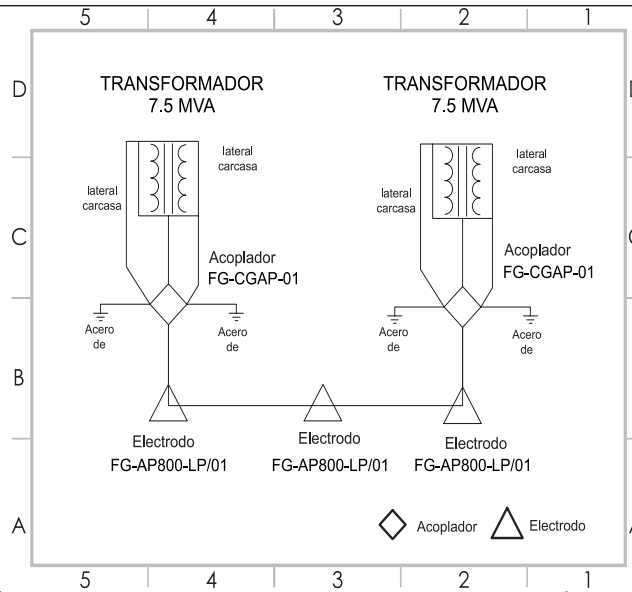 5 4 3 2 1
D
TRANSFORMADOR
7.5 MVA
TRANSFORMADOR
7.5 MVA
lateral
carcasa
lateral
carcasa
lateral
carcasa
lateral
carcasa
C
Acoplador
FG-CGAP-01
Acoplador
FG-CGAP-01
Acero
de
Acero
de
Acero
de
Acero
de
B
Electrodo
FG-AP800-LP/01
Electrodo
FG-AP800-LP/01
Electrodo
FG-AP800-LP/01
A
Acoplador
Electrodo
5 4 3 2 1